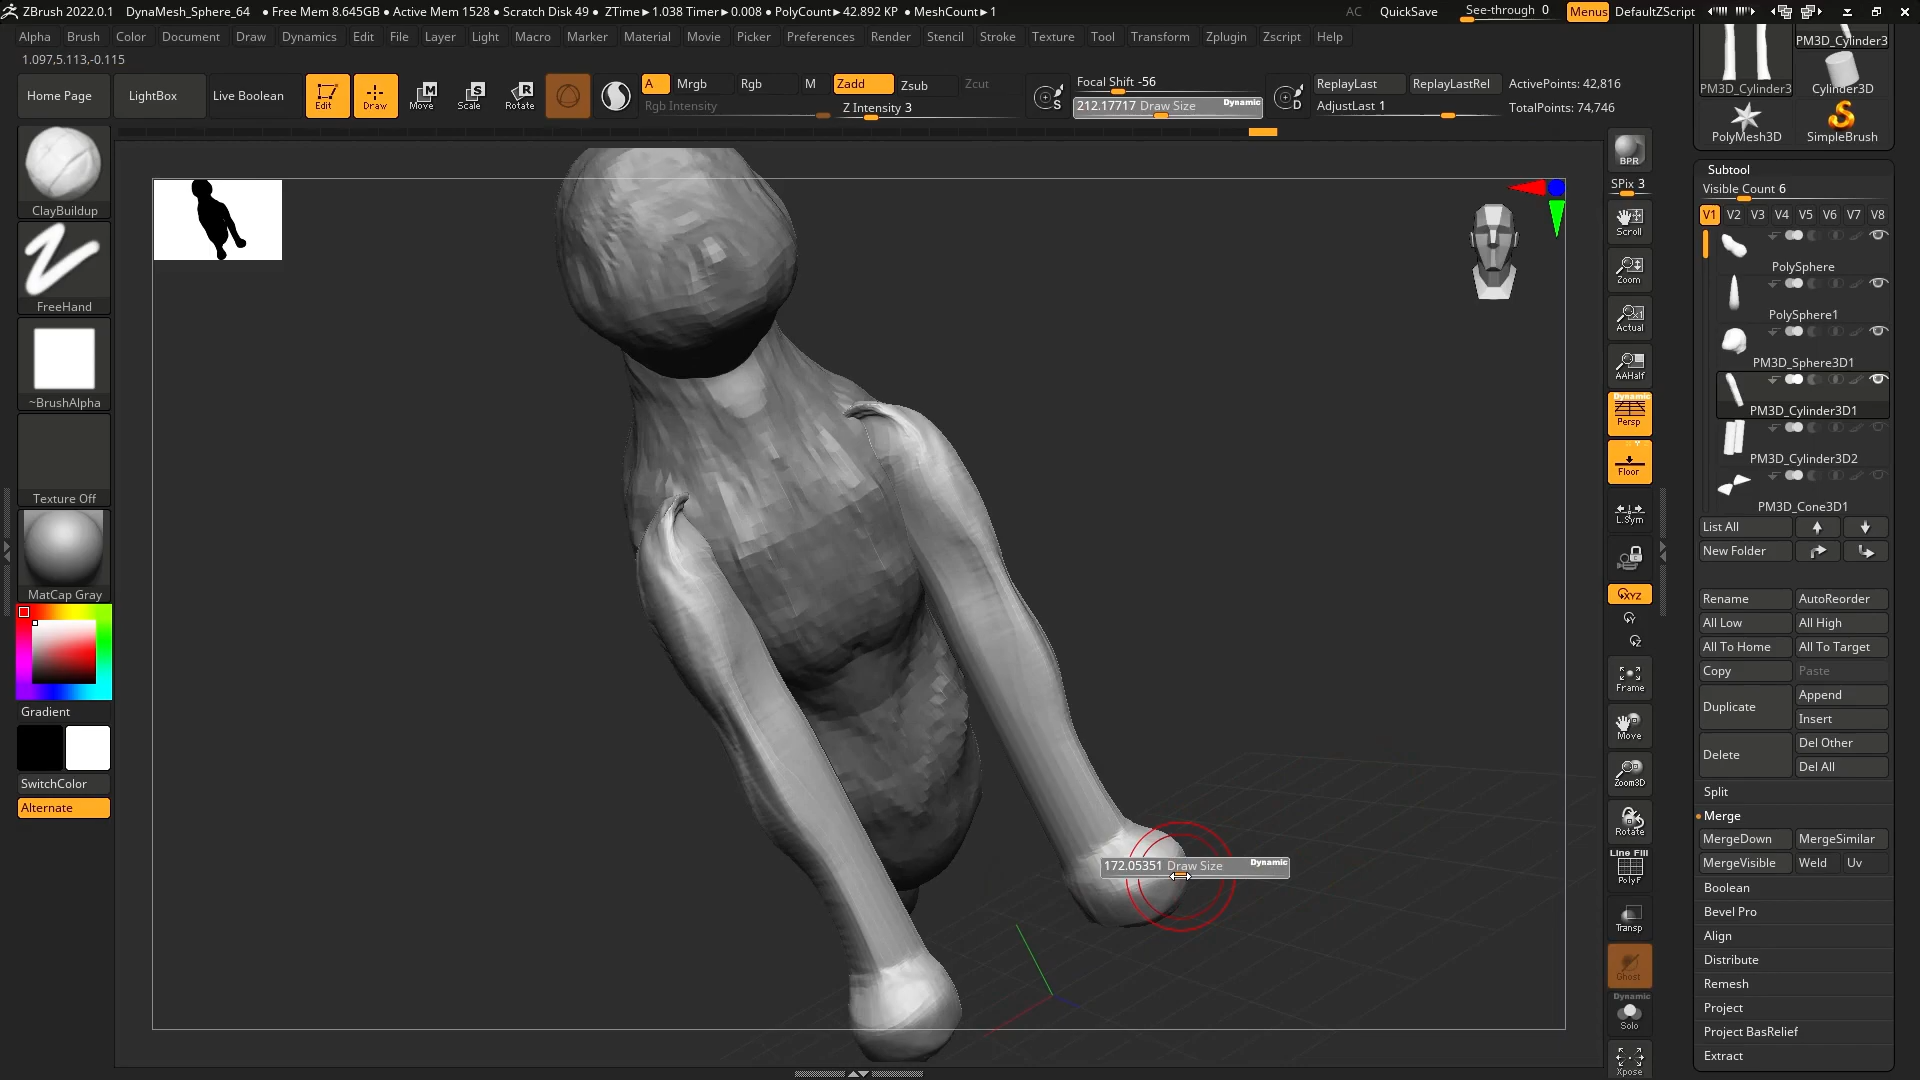 ZBrush 2022.0.1 DynaMesh_Sphere_64 ● Free Mem 8.645GB ● Active Mem 1528 ● Scratch Disk 49 ● ZTime►1.038 Timer►0.008 ● PolyCount►42.892 KP ● MeshCount►1 AC QuickSave See-through 0 Menus DefaultZScript
Alpha Brush Color Document Draw Dynamics Edit File Layer Light Macro Marker Material Movie Picker Preferences Render Stencil Stroke Texture Tool Transform Zplugin Zscript Help
1.097,5.113,-0.115
Home Page LightBox Live Boolean Edit Draw Move Scale Rotate
A Mrgb Rgb M Zadd Zsub Zcut
Rgb Intensity Z Intensity 3
S Focal Shift -56
212.17717 Draw Size Dynamic
D ReplayLast ReplayLastRel ActivePoints: 42,816
AdjustLast 1 TotalPoints: 74,746
PM3D_Cylinder3
PM3D_Cylinder3 Cylinder3D
PolyMesh3D SimpleBrush
ClayBuildup
FreeHand
~BrushAlpha
Texture Off
MatCap Gray
Gradient
SwitchColor
Alternate
172.05351 Draw Size Dynamic
BPR
SPix 3
Scroll
Zoom
Actual
AAHalf
Dynamic
Persp
Floor
L.Sym
XYZ
Y
Z
Frame
Move
Zoom3D
Rotate
Line Fill
PolyF
Transp
Ghost
Dynamic
Solo
Xpose
Subtool
Visible Count 6
V1 V2 V3 V4 V5 V6 V7 V8
PolySphere
PolySphere1
PM3D_Sphere3D1
PM3D_Cylinder3D1
PM3D_Cylinder3D2
PM3D_Cone3D1
List All
New Folder
Rename AutoReorder
All Low All High
All To Home All To Target
Copy Paste
Duplicate Append
Insert
Delete Del Other
Del All
Split
Merge
MergeDown MergeSimilar
MergeVisible Weld Uv
Boolean
Bevel Pro
Align
Distribute
Remesh
Project
Project BasRelief
Extract